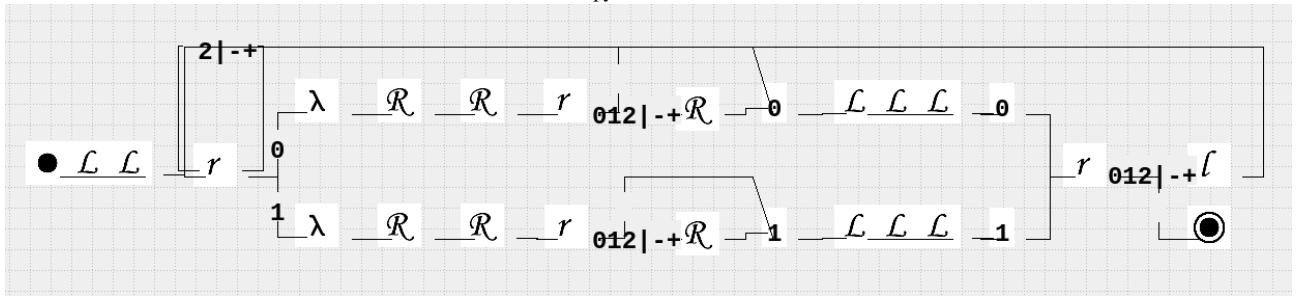 2|-+
λ ℛ ℛ r 012|-+ ℛ 0 ℒ ℒ ℒ 0
0
● ℒ ℒ r r 012|-+ l
1
λ ℛ ℛ r 012|-+ ℛ 1 ℒ ℒ ℒ 1